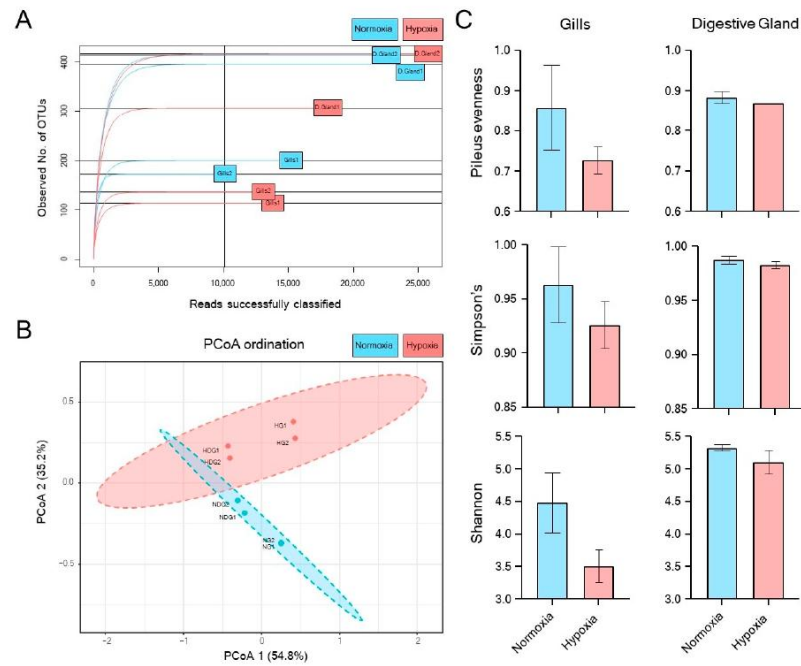 A
Normoxia Hypoxia
D.Gland2 D.Gland2
D.Gland1
D.Gland1
Gills1
Gills2
Gills2
Gills1
400
300
200
100
0
Observed No. of OTUs
0 5,000 10,000 15,000 20,000 25,000
Reads successfully classified
B
PCoA ordination
Normoxia Hypoxia
0.5
0.0
−0.5
PCoA 2 (35.2%)
HG1
HG2
HDG1
HDG2
NDG2
NDG1
NG2
NG1
−2 −1 0 1 2
PCoA 1 (54.8%)
C
Gills Digestive Gland
Pileus evenness
1.0
0.9
0.8
0.7
0.6
1.0
0.9
0.8
0.7
0.6
Simpson's
1.00
0.95
0.90
0.85
1.00
0.95
0.90
0.85
Shannon
5.5
5.0
4.5
4.0
3.5
3.0
5.5
5.0
4.5
4.0
3.5
3.0
Normoxia Hypoxia Normoxia Hypoxia